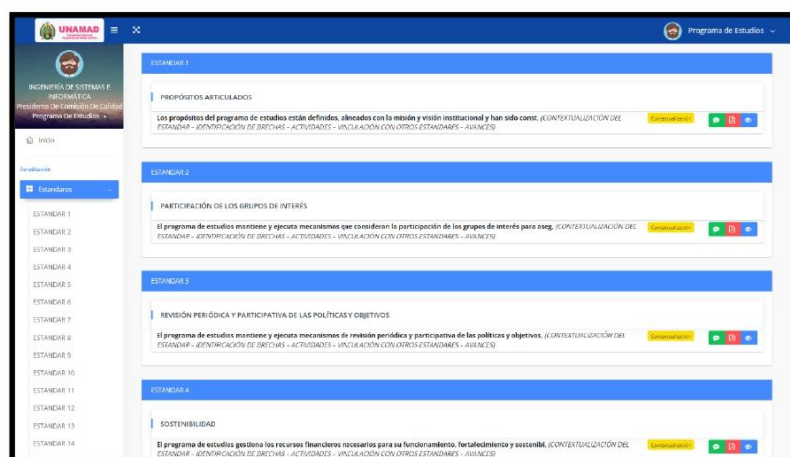 UNAMAD
Programa de Estudios
INGENIERÍA DE SISTEMAS E
INFORMÁTICA
Presidente De Comisión De Calidad
Programa De Estudios
Inicio
Acreditación
Estandares
ESTANDAR 1
ESTANDAR 2
ESTANDAR 3
ESTANDAR 4
ESTANDAR 5
ESTANDAR 6
ESTANDAR 7
ESTANDAR 8
ESTANDAR 9
ESTANDAR 10
ESTANDAR 11
ESTANDAR 12
ESTANDAR 13
ESTANDAR 14
ESTANDAR 1
PROPÓSITOS ARTICULADOS
Los propósitos del programa de estudios están definidos, alineados con la misión y visión institucional y han sido const, (CONTEXTUALIZACIÓN DEL
ESTANDAR - IDENTIFICACIÓN DE BRECHAS - ACTIVIDADES - VINCULACIÓN CON OTROS ESTANDARES - AVANCES)
Contextualización
ESTANDAR 2
PARTICIPACIÓN DE LOS GRUPOS DE INTERÉS
El programa de estudios mantiene y ejecuta mecanismos que consideran la participación de los grupos de interés para aseg, (CONTEXTUALIZACIÓN DEL
ESTANDAR - IDENTIFICACIÓN DE BRECHAS - ACTIVIDADES - VINCULACIÓN CON OTROS ESTANDARES - AVANCES)
Contextualización
ESTANDAR 3
REVISIÓN PERIÓDICA Y PARTICIPATIVA DE LAS POLÍTICAS Y OBJETIVOS
El programa de estudios mantiene y ejecuta mecanismos de revisión periódica y participativa de las políticas y objetivos, (CONTEXTUALIZACIÓN DEL
ESTANDAR - IDENTIFICACIÓN DE BRECHAS - ACTIVIDADES - VINCULACIÓN CON OTROS ESTANDARES - AVANCES)
Contextualización
ESTANDAR 4
SOSTENIBILIDAD
El programa de estudios gestiona los recursos financieros necesarios para su funcionamiento, fortalecimiento y sostenibi, (CONTEXTUALIZACIÓN DEL
ESTANDAR - IDENTIFICACIÓN DE BRECHAS - ACTIVIDADES - VINCULACIÓN CON OTROS ESTANDARES - AVANCES)
Contextualización